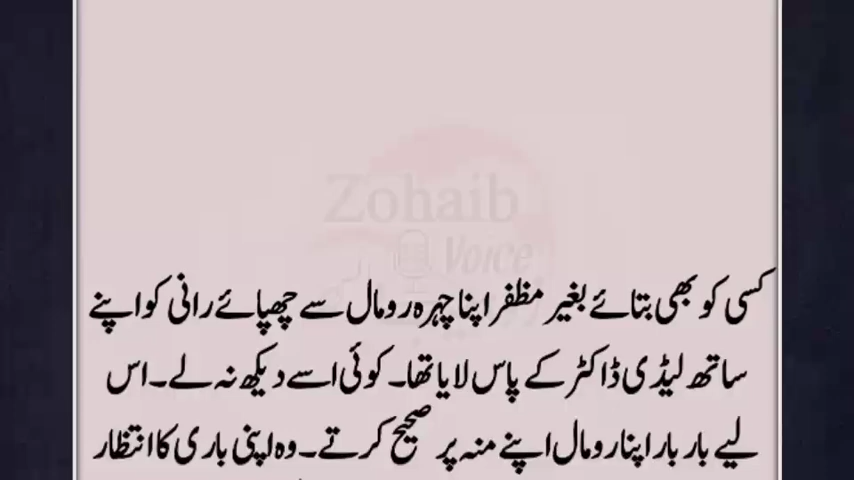 Zohaib
Voice
کسی کو بھی بتائے بغیر مظفر اپنا چہرہ رومال سے چھپائے رانی کو اپنے
ساتھ لیڈی ڈاکٹر کے پاس لایا تھا۔ کوئی اسے دیکھ نہ لے۔ اس
لیے بار بار اپنا رومال اپنے منہ پر صحیح کرتے۔ وہ اپنی باری کا انتظار